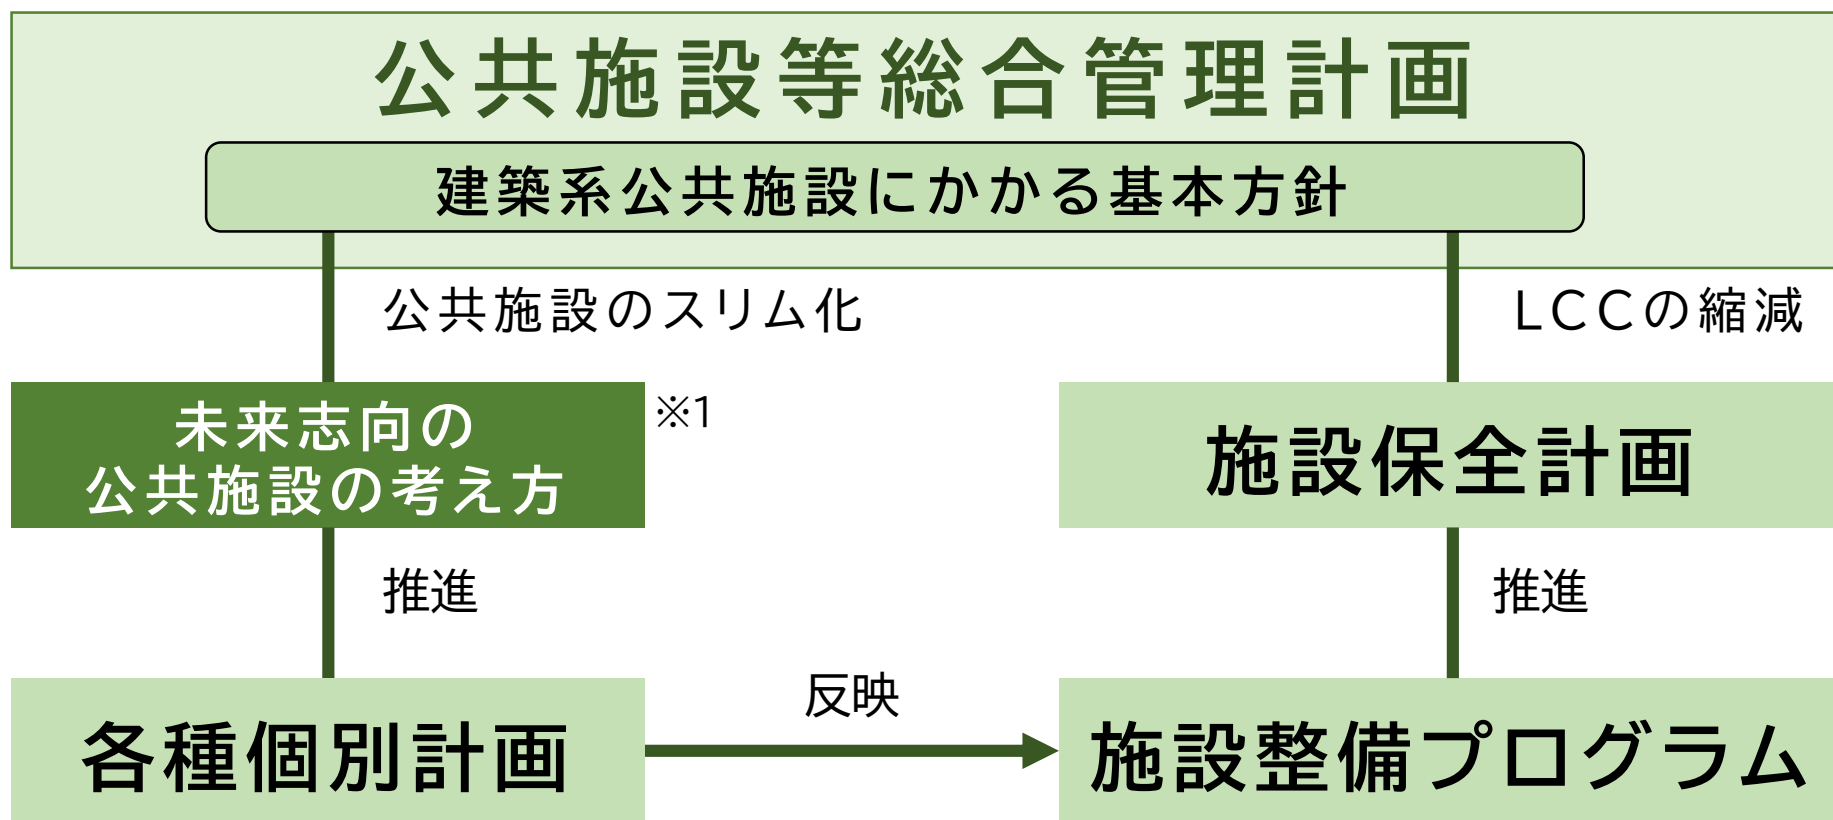 公共施設等総合管理計画
建築系公共施設にかかる基本方針
公共施設のスリム化
LCCの縮減
未来志向の
公共施設の考え方
※1
施設保全計画
推進
推進
反映
各種個別計画
施設整備プログラム